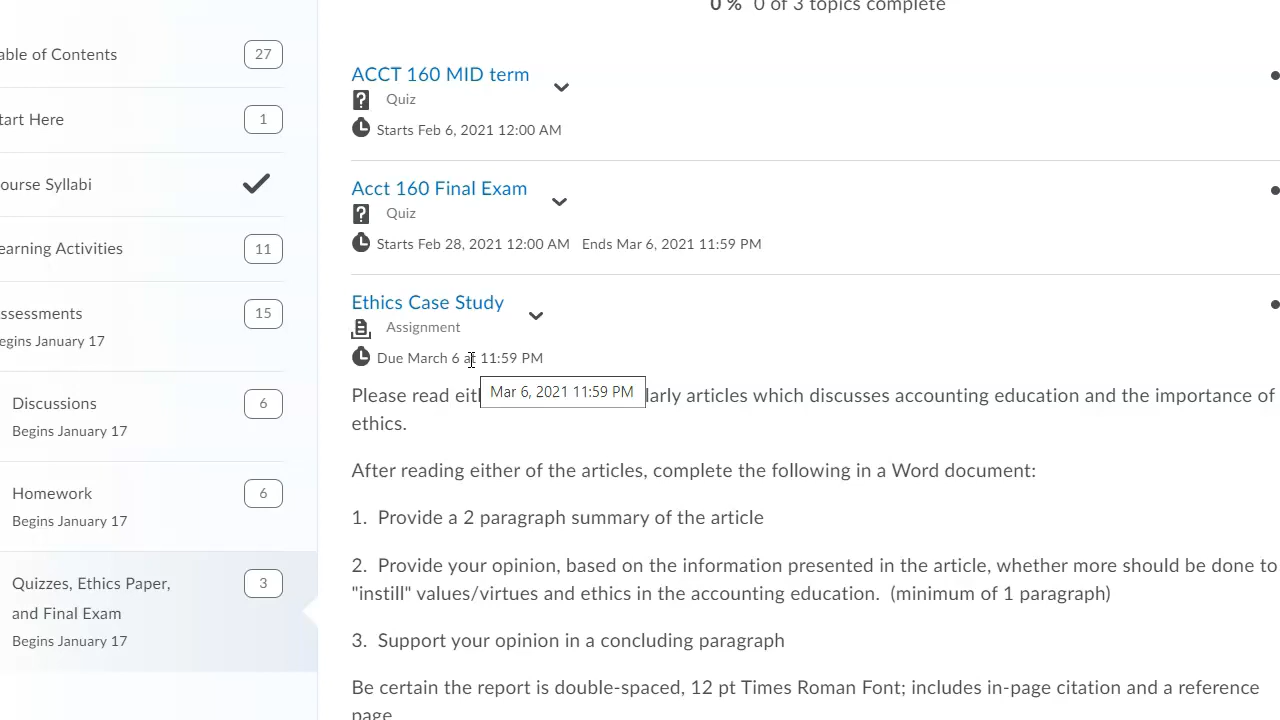 0 % 0 of 3 topics complete
able of Contents 27
tart Here 1
ourse Syllabi
earning Activities 11
ssessments 15
egins January 17
Discussions 6
Begins January 17
Homework 6
Begins January 17
Quizzes, Ethics Paper, 3
and Final Exam
Begins January 17
ACCT 160 MID term
Quiz
Starts Feb 6, 2021 12:00 AM
Acct 160 Final Exam
Quiz
Starts Feb 28, 2021 12:00 AM Ends Mar 6, 2021 11:59 PM
Ethics Case Study
Assignment
Due March 6 at 11:59 PM
Mar 6, 2021 11:59 PM
Please read eit larly articles which discusses accounting education and the importance of
ethics.
After reading either of the articles, complete the following in a Word document:
1. Provide a 2 paragraph summary of the article
2. Provide your opinion, based on the information presented in the article, whether more should be done to
"instill" values/virtues and ethics in the accounting education. (minimum of 1 paragraph)
3. Support your opinion in a concluding paragraph
Be certain the report is double-spaced, 12 pt Times Roman Font; includes in-page citation and a reference
page